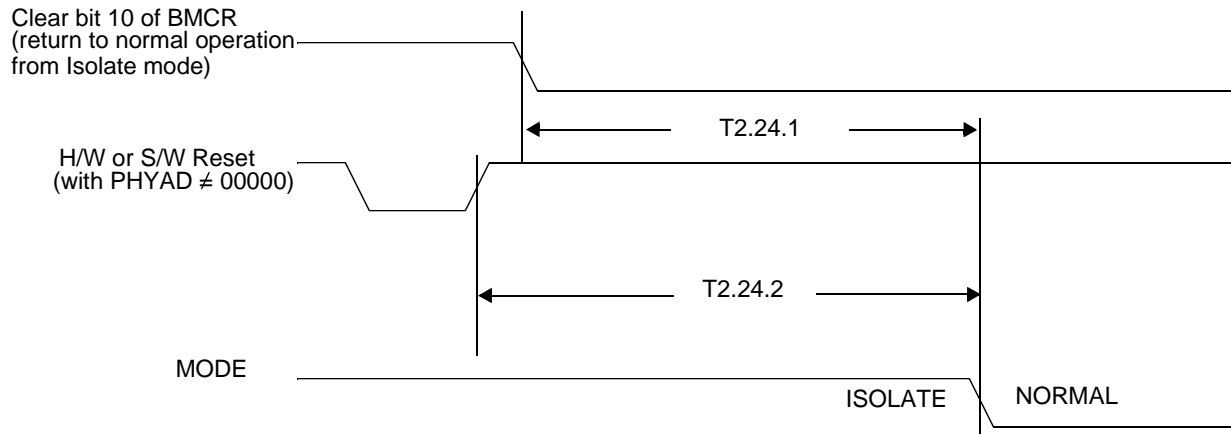 Clear bit 10 of BMCR
(return to normal operation
from Isolate mode)
T2.24.1
H/W or S/W Reset
(with PHYAD ≠ 00000)
T2.24.2
MODE
ISOLATE
NORMAL